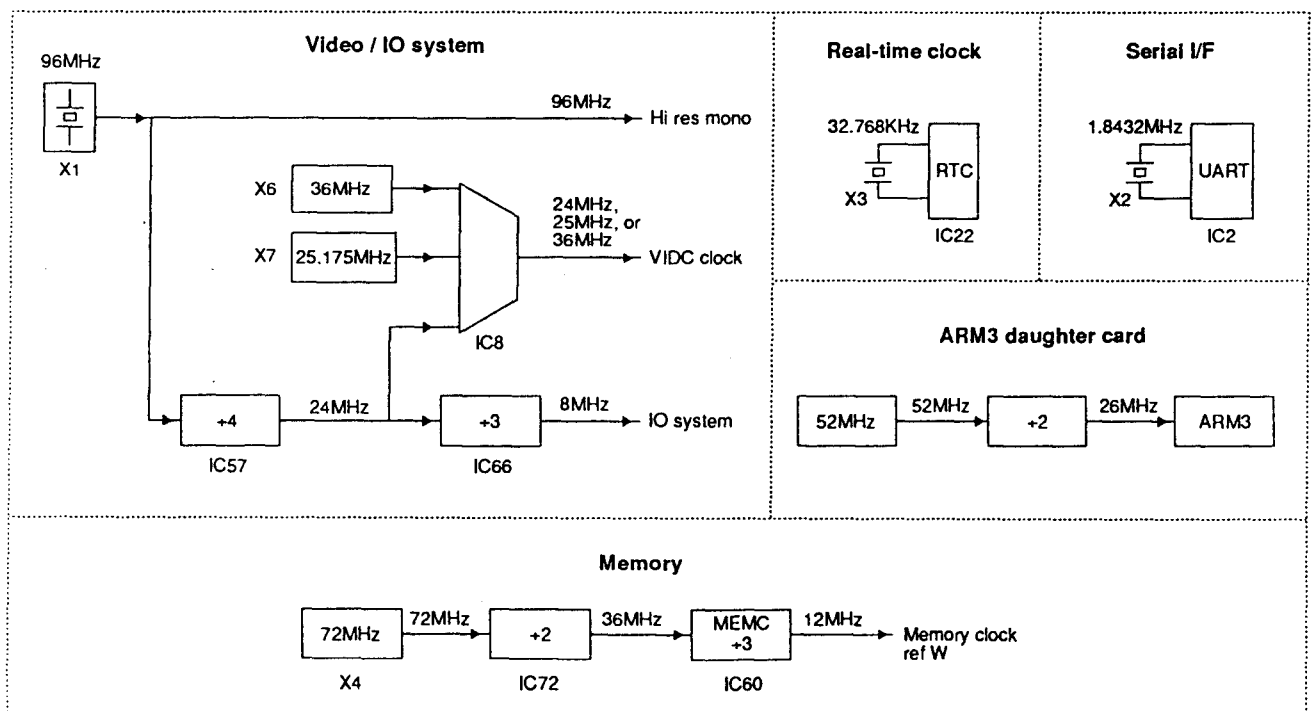 Video / IO system
96MHz
X1
96MHz
Hi res mono
X6
36MHz
X7
25.175MHz
24MHz,
25MHz, or
36MHz
VIDC clock
IC8
÷4
IC57
24MHz
÷3
IC66
8MHz
IO system
Real-time clock
32.768KHz
X3
RTC
IC22
Serial I/F
1.8432MHz
X2
UART
IC2
ARM3 daughter card
52MHz
52MHz
÷2
26MHz
ARM3
Memory
72MHz
X4
72MHz
÷2
IC72
36MHz
MEMC
÷3
IC60
12MHz
Memory clock
ref W